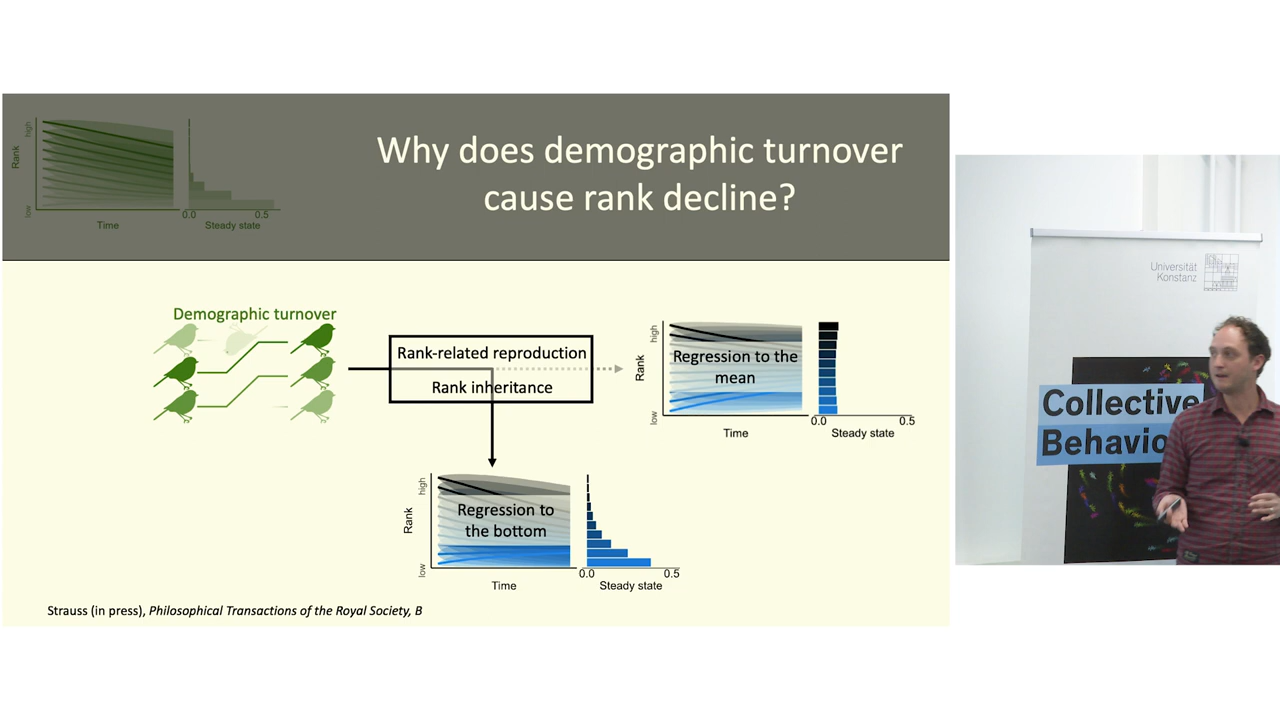 Why does demographic turnover
cause rank decline?
high
Rank
low
Time
0.0 0.5
Steady state
Demographic turnover
Rank-related reproduction
Rank inheritance
high
Rank
low
Regression to the
mean
Time
0.0 0.5
Steady state
high
Rank
low
Regression to
the bottom
Time
0.0 0.5
Steady state
Strauss (in press), Philosophical Transactions of the Royal Society, B
Universität
Konstanz
Collective
Behavio